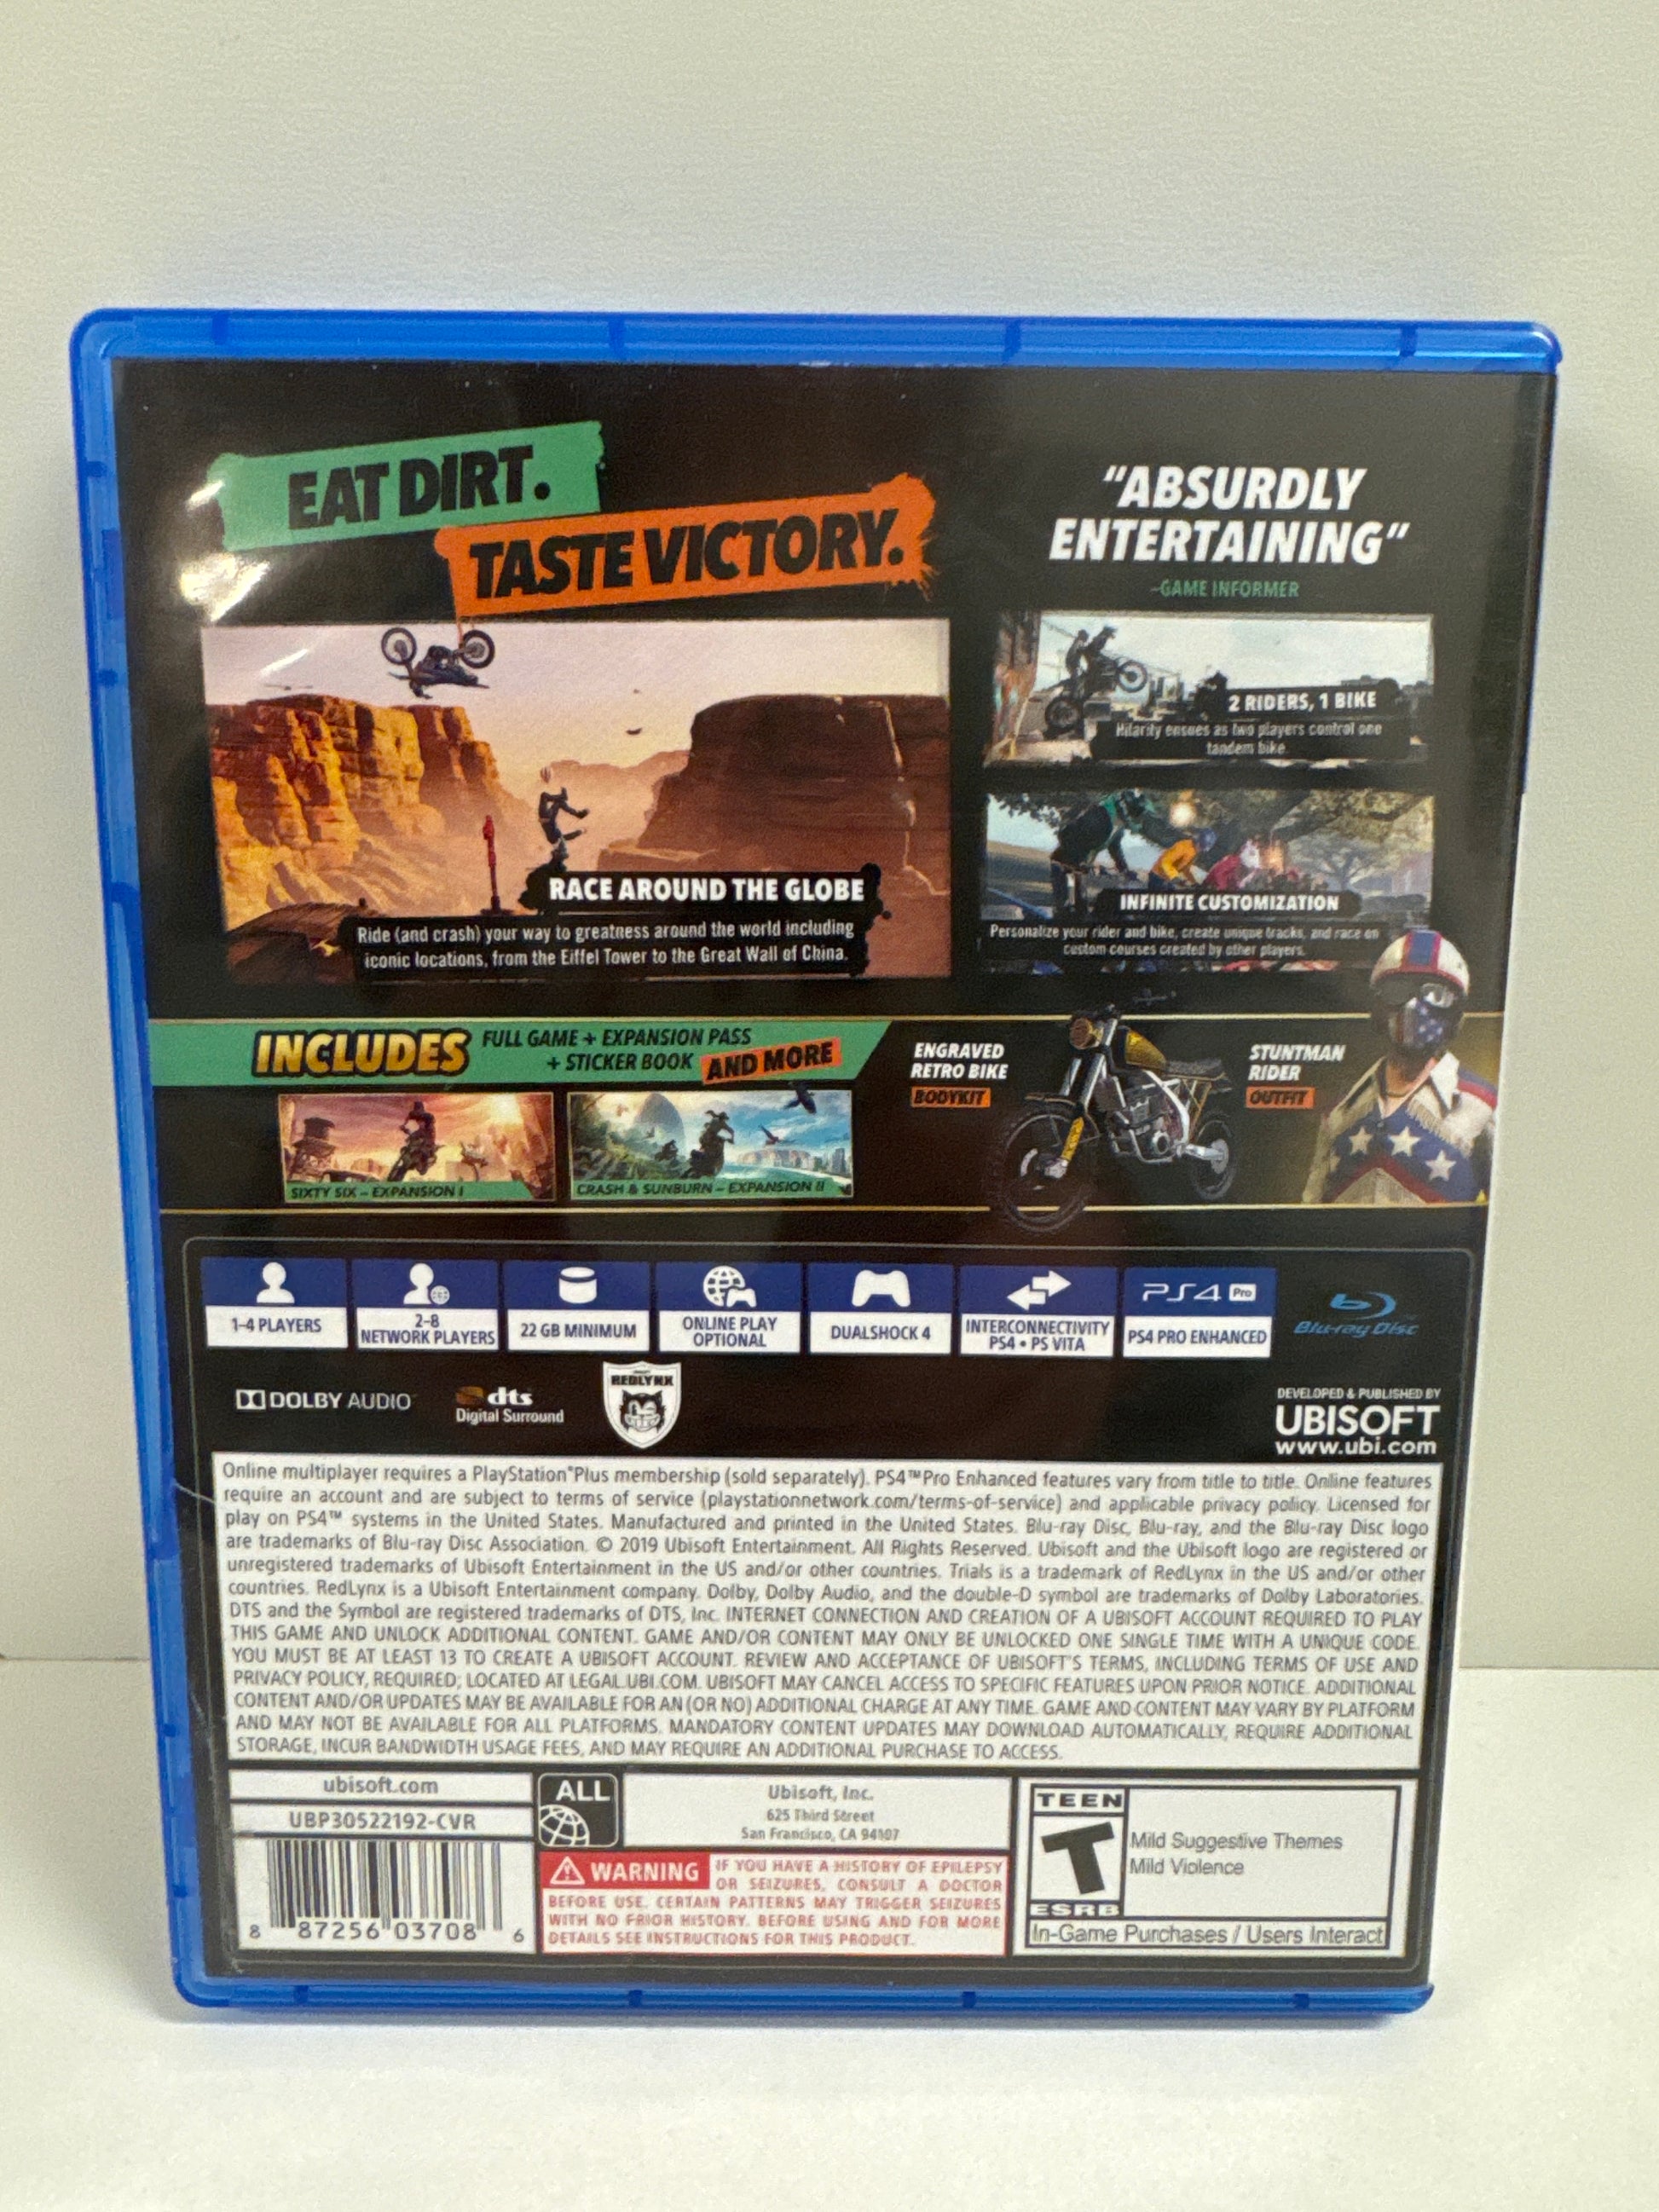 EAT DIRT.
TASTE VICTORY.
"ABSURDLY
ENTERTAINING"
-GAME INFORMER
2 RIDERS, 1 BIKE
Hilarity ensues as two players control one
tandem bike.
RACE AROUND THE GLOBE
Ride (and crash) your way to greatness around the world including
iconic locations, from the Eiffel Tower to the Great Wall of China.
INFINITE CUSTOMIZATION
Personalize your rider and bike, create unique tracks, and race on
custom courses created by other players.
INCLUDES
FULL GAME + EXPANSION PASS
+ STICKER BOOK AND MORE
SIXTY SIX – EXPANSION I
CRASH & SUNBURN – EXPANSION II
ENGRAVED
RETRO BIKE
BODYKIT
STUNTMAN
RIDER
OUTFIT
1-4 PLAYERS
2-8
NETWORK PLAYERS
22 GB MINIMUM
ONLINE PLAY
OPTIONAL
DUALSHOCK 4
INTERCONNECTIVITY
PS4 • PS VITA
PS4 Pro
PS4 PRO ENHANCED
Blu-ray Disc
DOLBY AUDIO
dts
Digital Surround
REDLYNX
DEVELOPED & PUBLISHED BY
UBISOFT
www.ubi.com
Online multiplayer requires a PlayStation®Plus membership (sold separately). PS4™Pro Enhanced features vary from title to title. Online features
require an account and are subject to terms of service (playstationnetwork.com/terms-of-service) and applicable privacy policy. Licensed for
play on PS4™ systems in the United States. Manufactured and printed in the United States. Blu-ray Disc, Blu-ray, and the Blu-ray Disc logo
are trademarks of Blu-ray Disc Association. © 2019 Ubisoft Entertainment. All Rights Reserved. Ubisoft and the Ubisoft logo are registered or
unregistered trademarks of Ubisoft Entertainment in the US and/or other countries. Trials is a trademark of RedLynx in the US and/or other
countries. RedLynx is a Ubisoft Entertainment company. Dolby, Dolby Audio, and the double-D symbol are trademarks of Dolby Laboratories.
DTS and the Symbol are registered trademarks of DTS, Inc. INTERNET CONNECTION AND CREATION OF A UBISOFT ACCOUNT REQUIRED TO PLAY
THIS GAME AND UNLOCK ADDITIONAL CONTENT. GAME AND/OR CONTENT MAY ONLY BE UNLOCKED ONE SINGLE TIME WITH A UNIQUE CODE.
YOU MUST BE AT LEAST 13 TO CREATE A UBISOFT ACCOUNT. REVIEW AND ACCEPTANCE OF UBISOFT'S TERMS, INCLUDING TERMS OF USE AND
PRIVACY POLICY, REQUIRED; LOCATED AT LEGAL.UBI.COM. UBISOFT MAY CANCEL ACCESS TO SPECIFIC FEATURES UPON PRIOR NOTICE. ADDITIONAL
CONTENT AND/OR UPDATES MAY BE AVAILABLE FOR AN (OR NO) ADDITIONAL CHARGE AT ANY TIME. GAME AND CONTENT MAY VARY BY PLATFORM
AND MAY NOT BE AVAILABLE FOR ALL PLATFORMS. MANDATORY CONTENT UPDATES MAY DOWNLOAD AUTOMATICALLY, REQUIRE ADDITIONAL
STORAGE, INCUR BANDWIDTH USAGE FEES, AND MAY REQUIRE AN ADDITIONAL PURCHASE TO ACCESS.
ubisoft.com
UBP30522192-CVR
8 87256 03708 6
ALL
Ubisoft, Inc.
625 Third Street
San Francisco, CA 94107
WARNING IF YOU HAVE A HISTORY OF EPILEPSY
OR SEIZURES, CONSULT A DOCTOR
BEFORE USE. CERTAIN PATTERNS MAY TRIGGER SEIZURES
WITH NO PRIOR HISTORY. BEFORE USING AND FOR MORE
DETAILS SEE INSTRUCTIONS FOR THIS PRODUCT.
TEEN
T
ESRB
Mild Suggestive Themes
Mild Violence
In-Game Purchases / Users Interact